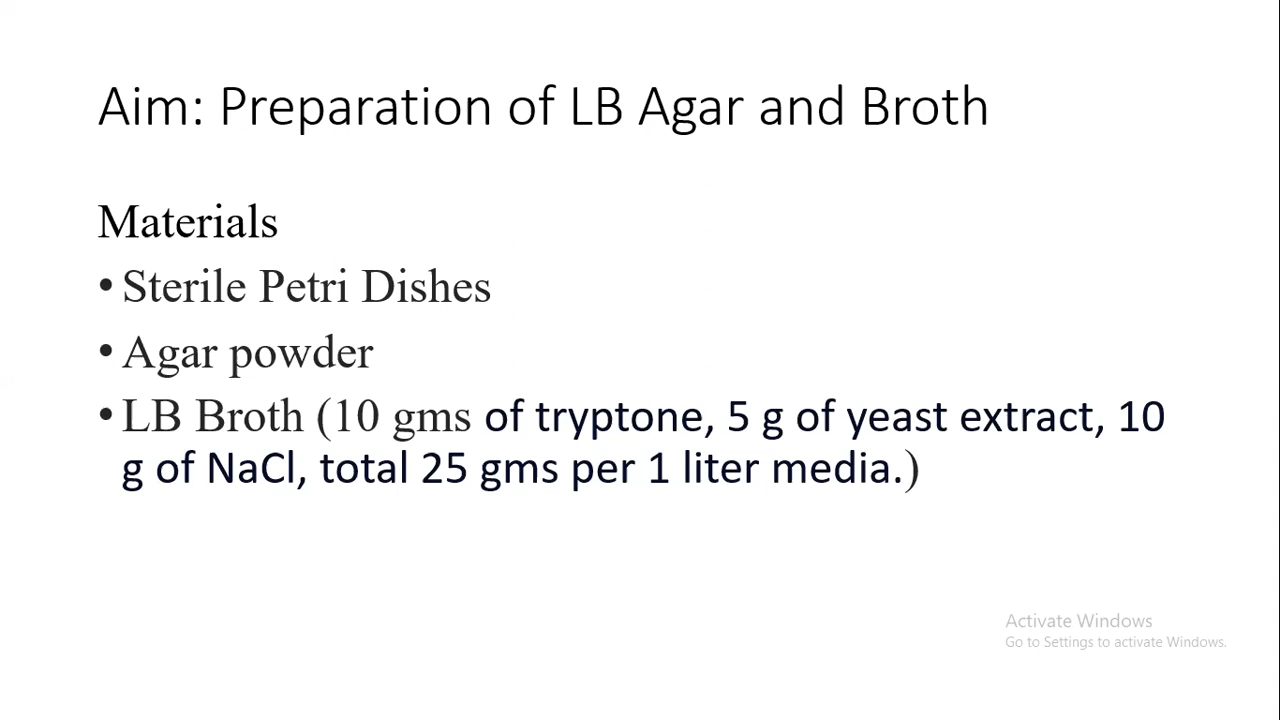 Aim: Preparation of LB Agar and Broth
Materials
• Sterile Petri Dishes
• Agar powder
• LB Broth (10 gms of tryptone, 5 g of yeast extract, 10
g of NaCl, total 25 gms per 1 liter media.)
Activate Windows
Go to Settings to activate Windows.